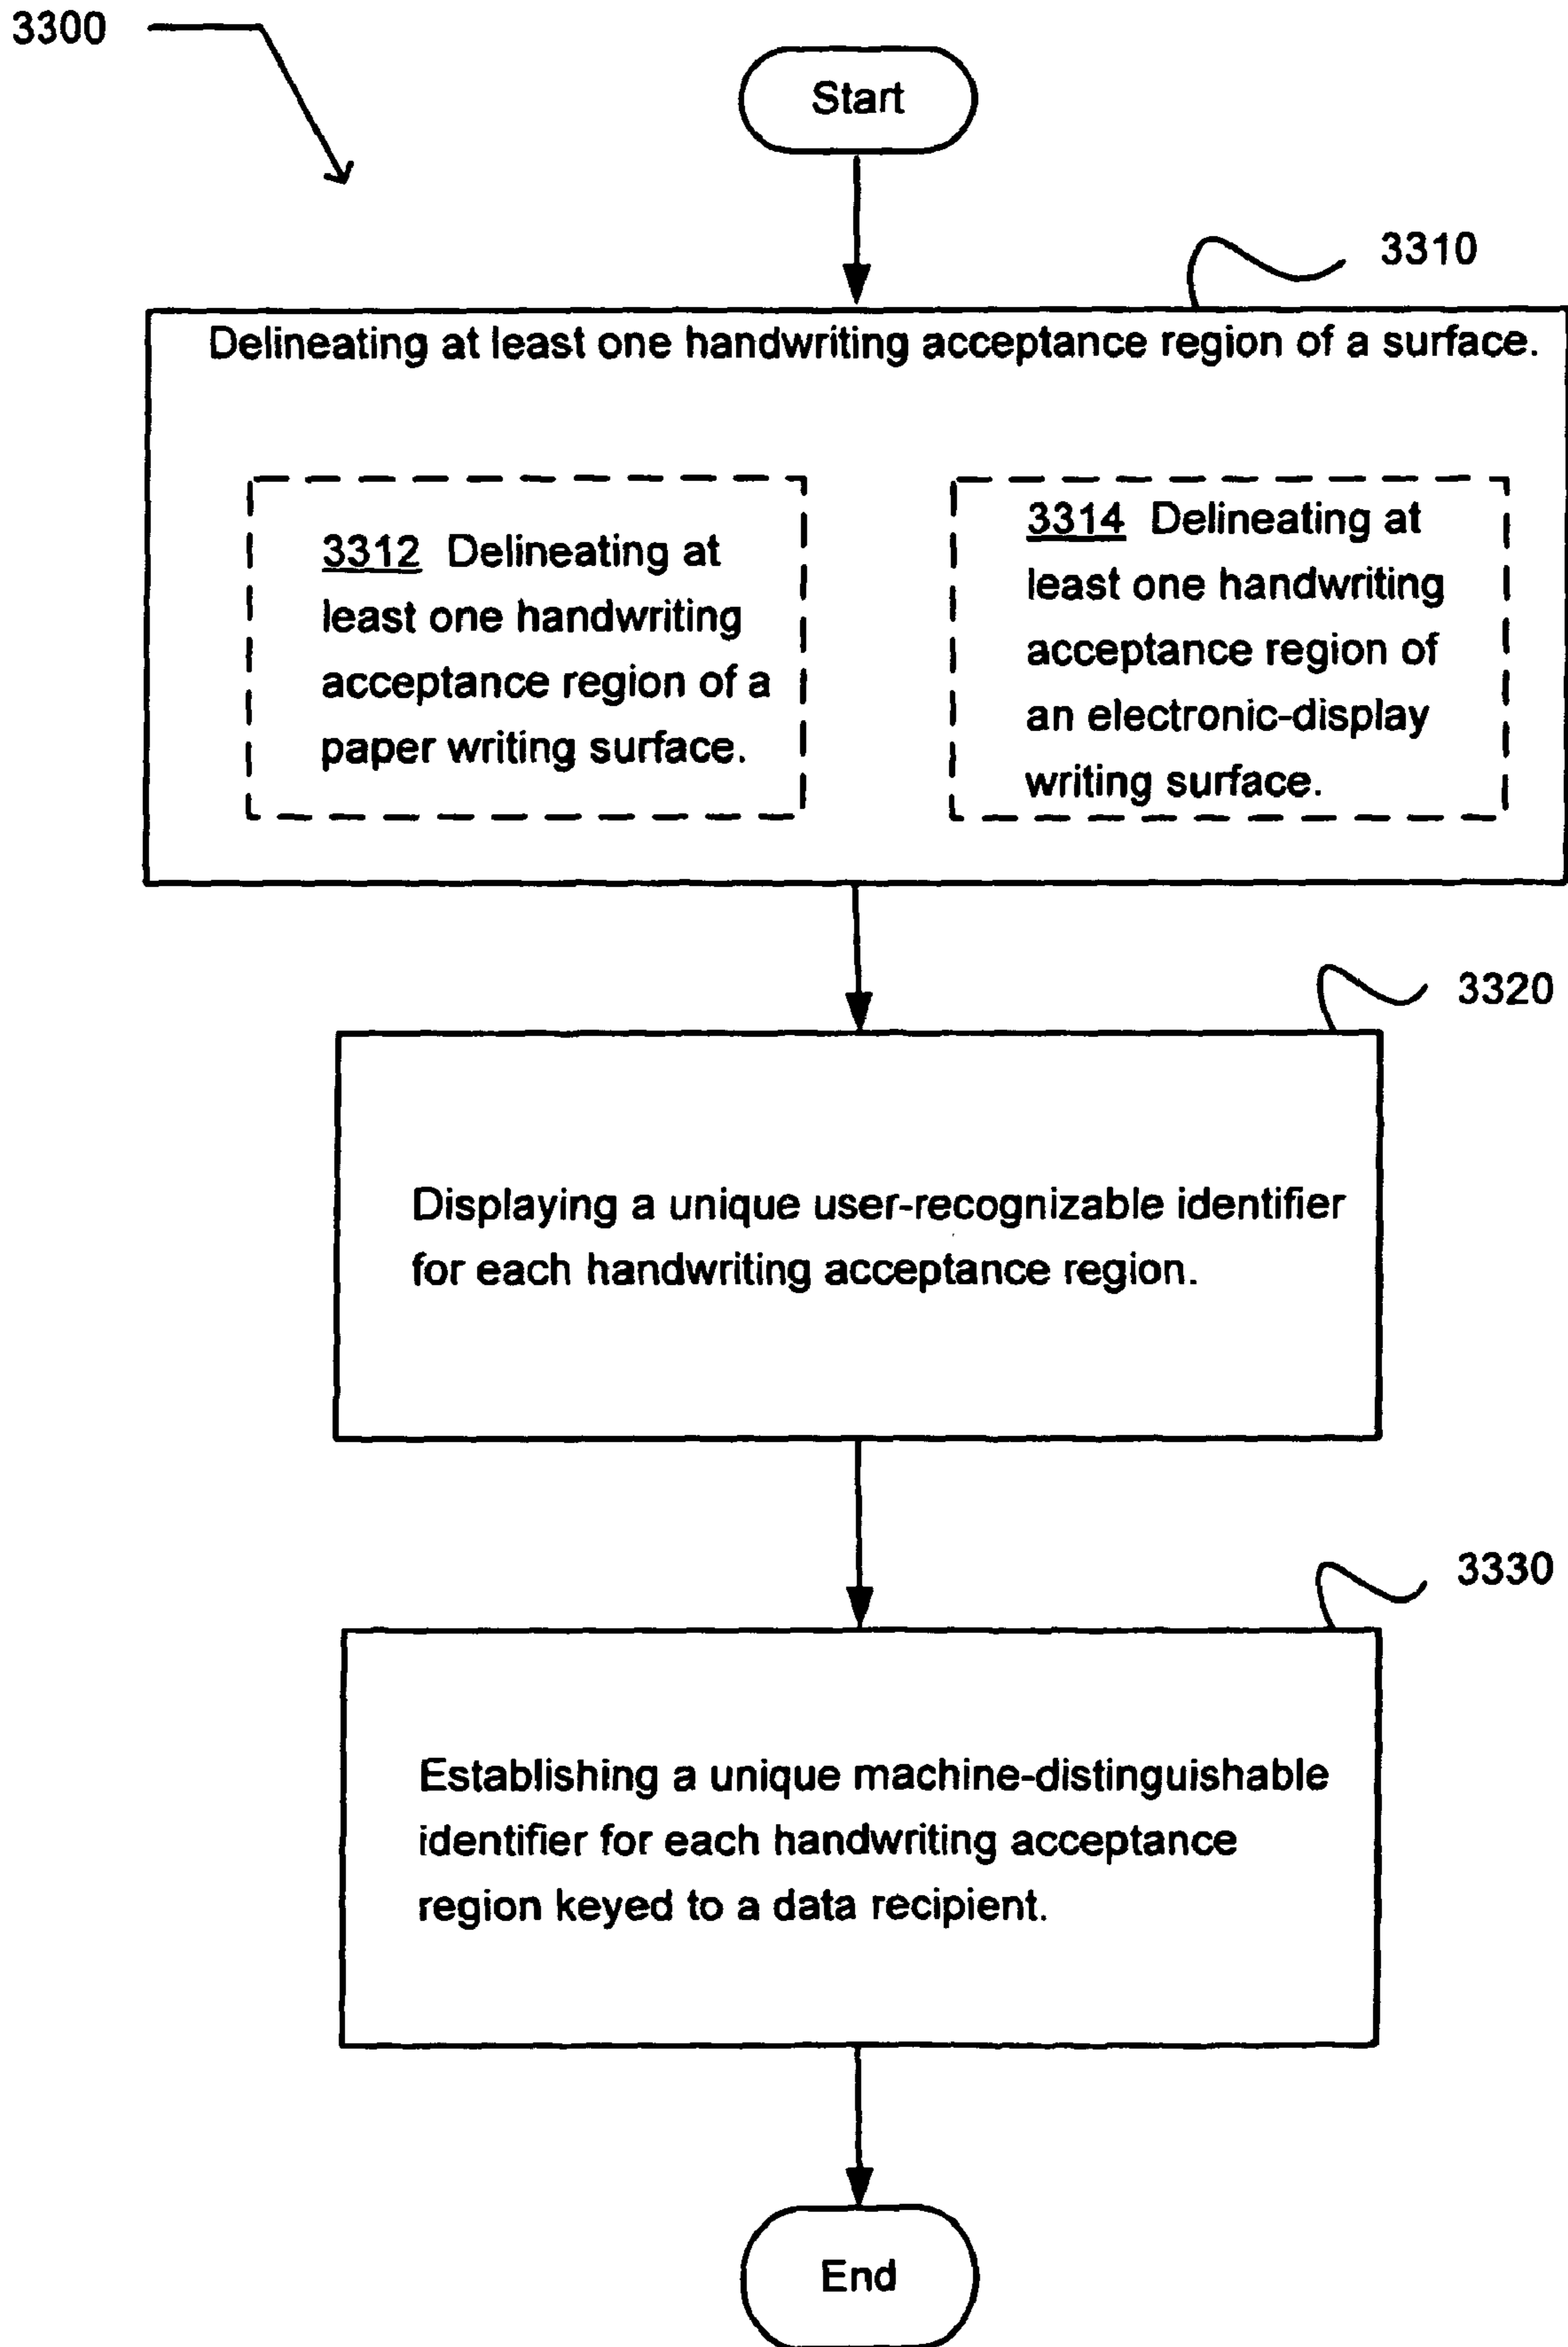 3300
Start
3310
Delineating at least one handwriting acceptance region of a surface.
3312 Delineating at
least one handwriting
acceptance region of a
paper writing surface.
3314 Delineating at
least one handwriting
acceptance region of
an electronic-display
writing surface.
3320
Displaying a unique user-recognizable identifier
for each handwriting acceptance region.
3330
Establishing a unique machine-distinguishable
identifier for each handwriting acceptance
region keyed to a data recipient.
End